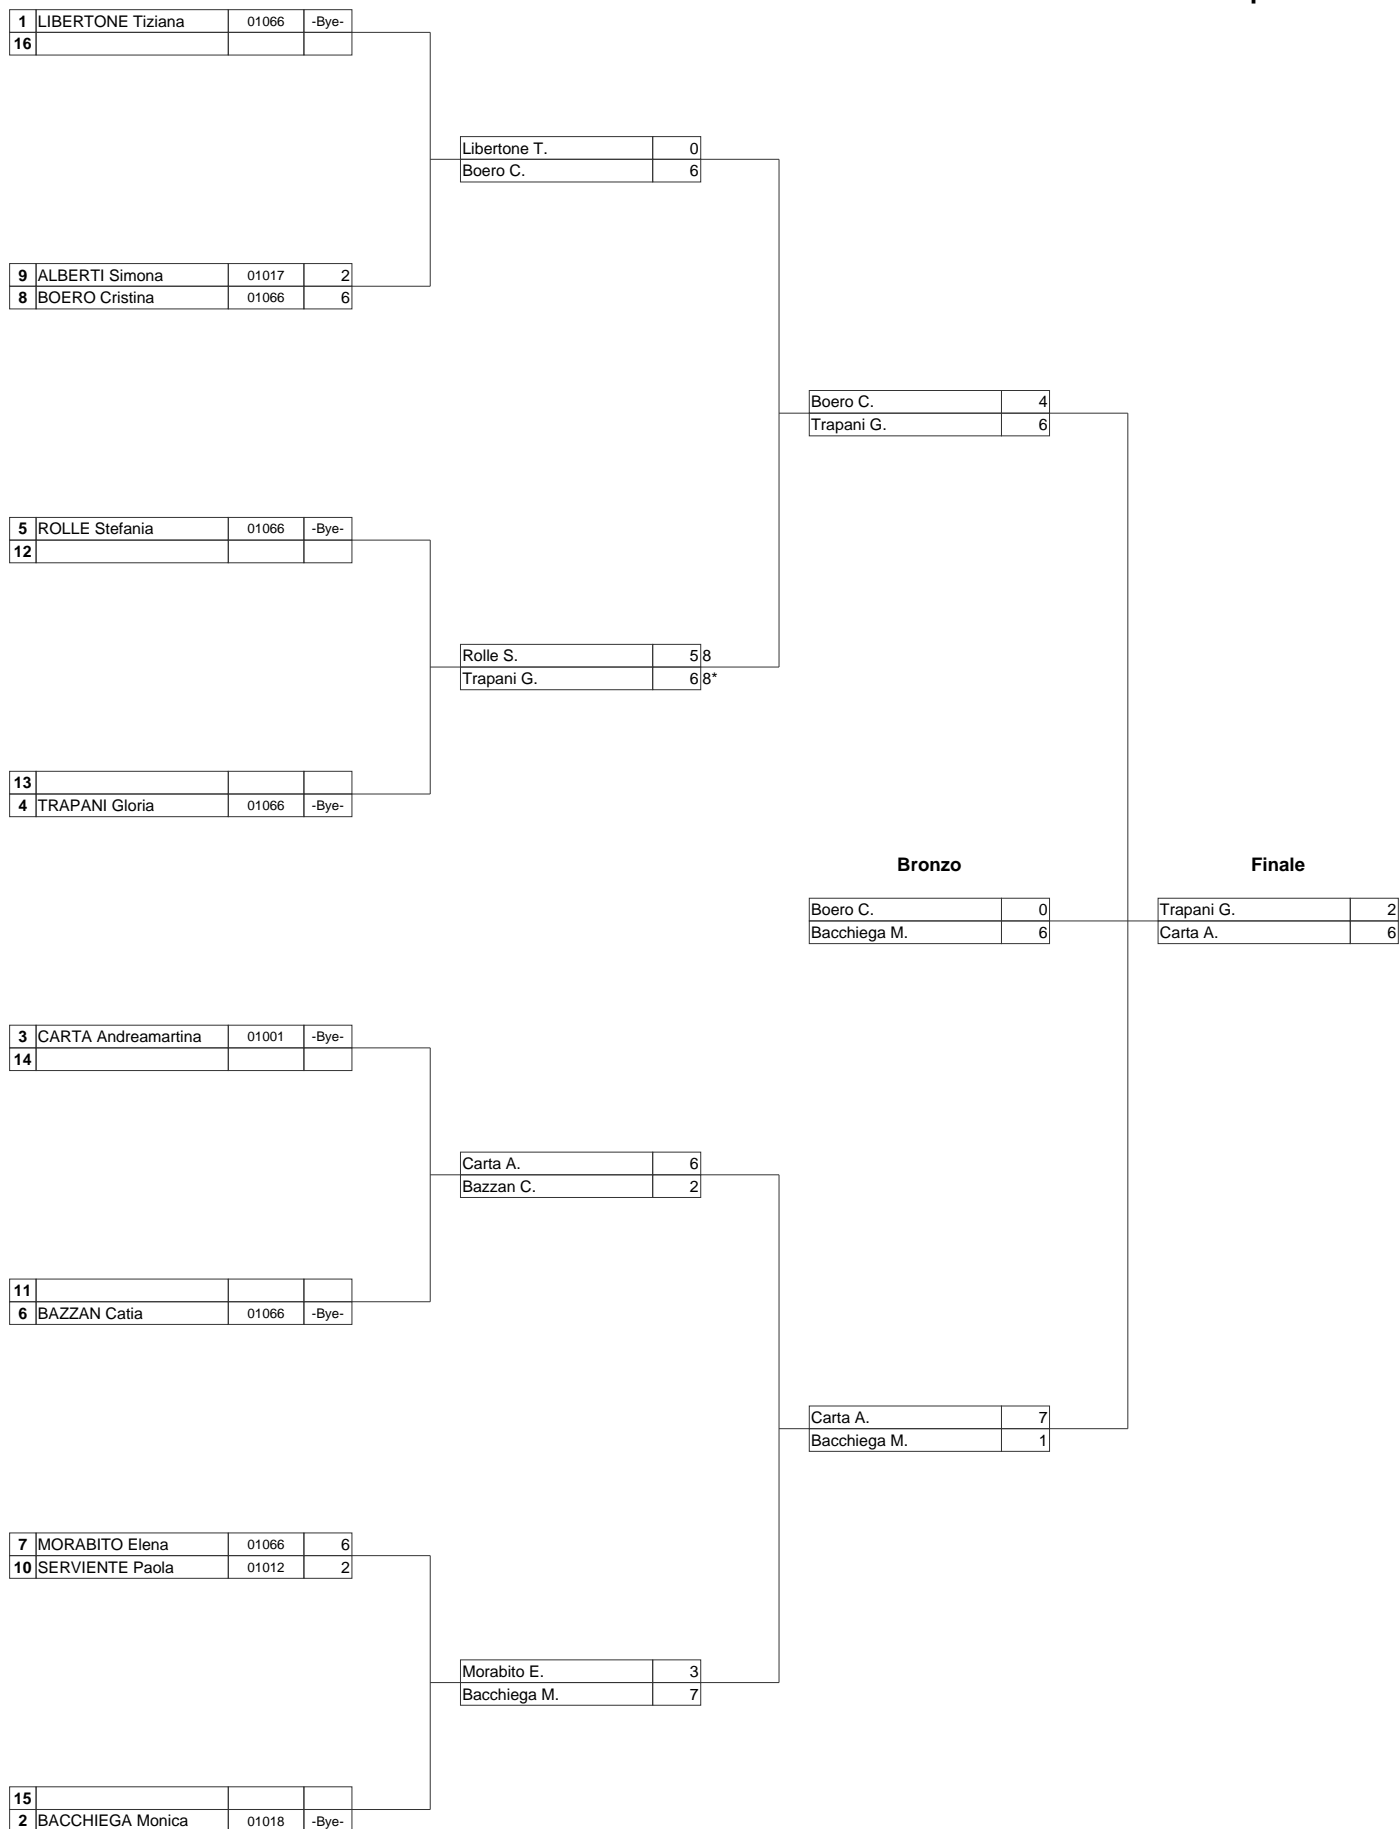 1 LIBERTONE Tiziana 01066 -Bye-
16
Libertone T. 0
Boero C. 6
9 ALBERTI Simona 01017 2
8 BOERO Cristina 01066 6
Boero C. 4
Trapani G. 6
5 ROLLE Stefania 01066 -Bye-
12
Rolle S. 5 8
Trapani G. 6 8*
13
4 TRAPANI Gloria 01066 -Bye-
Bronzo Finale
Boero C. 0 Trapani G. 2
Bacchiega M. 6 Carta A. 6
3 CARTA Andreamartina 01001 -Bye-
14
Carta A. 6
Bazzan C. 2
11
6 BAZZAN Catia 01066 -Bye-
Carta A. 7
Bacchiega M. 1
7 MORABITO Elena 01066 6
10 SERVIENTE Paola 01012 2
Morabito E. 3
Bacchiega M. 7
15
2 BACCHIEGA Monica 01018 -Bye-